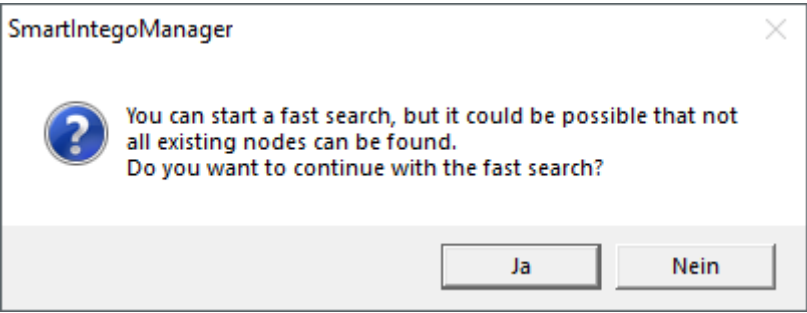 SmartIntegoManager
You can start a fast search, but it could be possible that not
all existing nodes can be found.
Do you want to continue with the fast search?
Ja
Nein